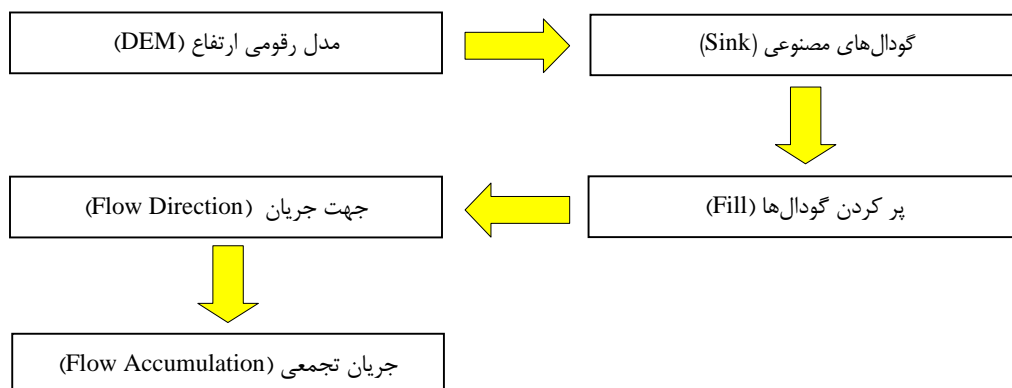 مدل رقومی ارتفاع (DEM)
گودال‌های مصنوعی (Sink)
پر کردن گودال‌ها (Fill)
جهت جریان (Flow Direction)
جریان تجمعی (Flow Accumulation)